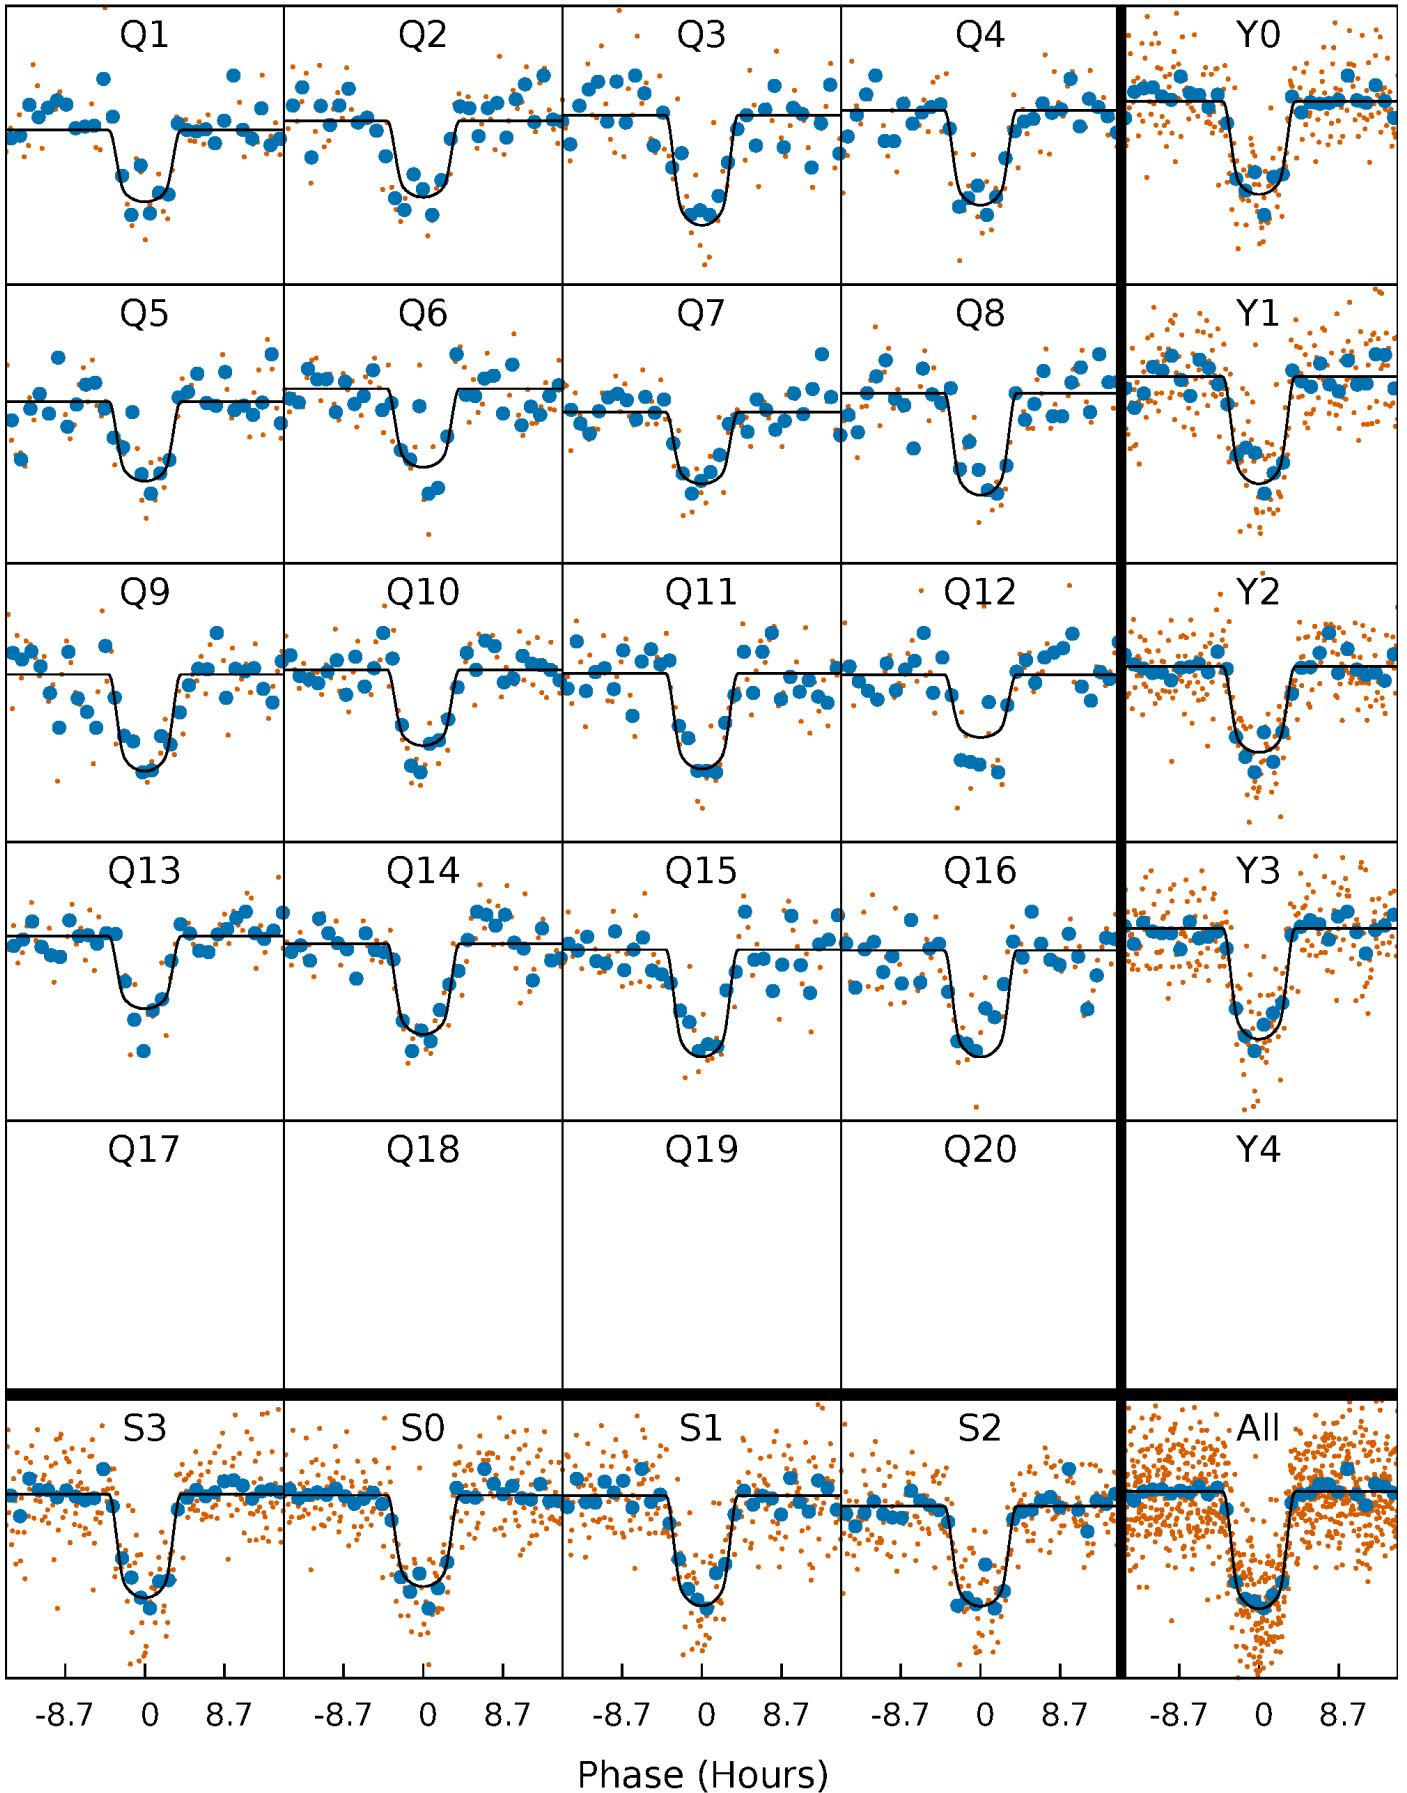 Q1 Q2 Q3 Q4 Y0
Q5 Q6 Q7 Q8 Y1
Q9 Q10 Q11 Q12 Y2
Q13 Q14 Q15 Q16 Y3
Q17 Q18 Q19 Q20 Y4
S3 S0 S1 S2 All
-8.7 0 8.7 -8.7 0 8.7 -8.7 0 8.7 -8.7 0 8.7 -8.7 0 8.7
Phase (Hours)